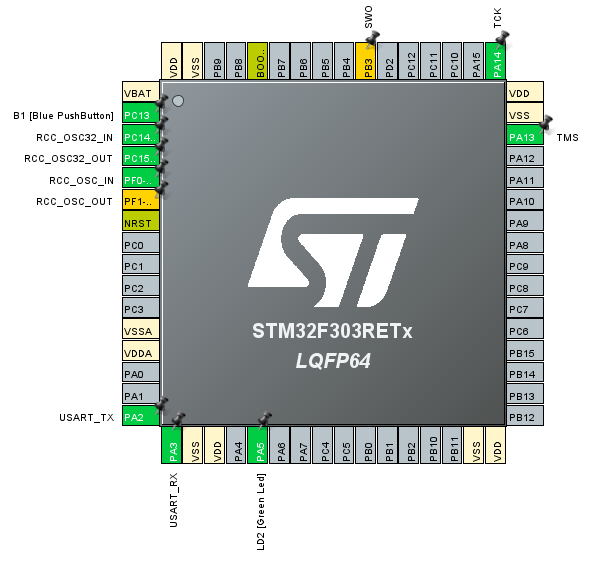 SWO
TCK
VDD
VSS
PB9
PB8
BOO..
PB7
PB6
PB5
PB4
PB3
PD2
PC12
PC11
PC10
PA15
PA14
VBAT
VDD
B1 [Blue PushButton]
PC13
VSS
RCC_OSC32_IN
PC14..
PA13
TMS
RCC_OSC32_OUT
PC15..
PA12
RCC_OSC_IN
PF0-..
PA11
RCC_OSC_OUT
PF1-..
PA10
NRST
PA9
PC0
PA8
PC1
PC9
PC2
PC8
PC3
PC7
VSSA
PC6
VDDA
PB15
PA0
PB14
PA1
PB13
USART_TX
PA2
PB12
ST
STM32F303RETx
LQFP64
PA3
VSS
VDD
PA4
PA5
PA6
PA7
PC4
PC5
PB0
PB1
PB2
PB10
PB11
VSS
VDD
USART_RX
LD2 [Green Led]